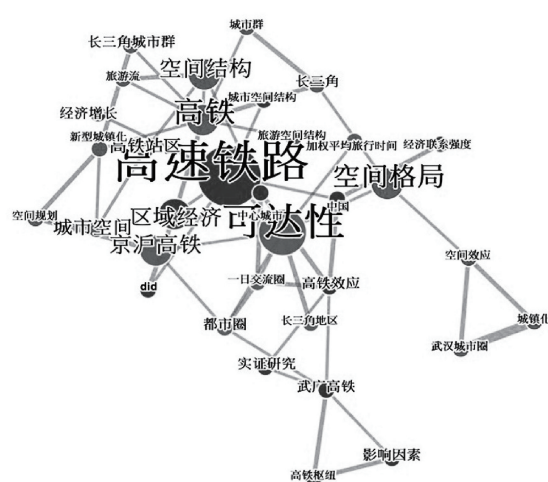 城市群
长三角城市群
空间结构
旅游流
长三角
城市空间结构
经济增长
高铁
新型城镇化
高铁站区
旅游空间结构
加权平均旅行时间
经济联系强度
高速铁路
空间格局
中国
空间规划
城市空间
区域经济
中心城市
可达性
京沪高铁
空间效应
did
一日交流圈
高铁效应
都市圈
长三角地区
城镇化
武汉城市圈
实证研究
武广高铁
影响因素
高铁枢纽